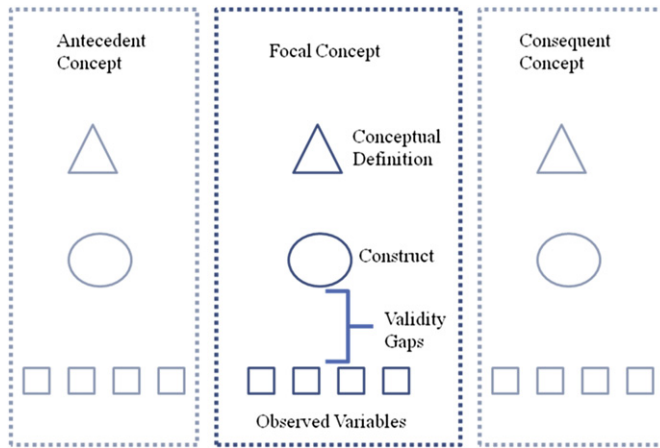 Antecedent
Concept
Focal Concept
Consequent
Concept
Conceptual
Definition
Construct
Validity
Gaps
Observed Variables